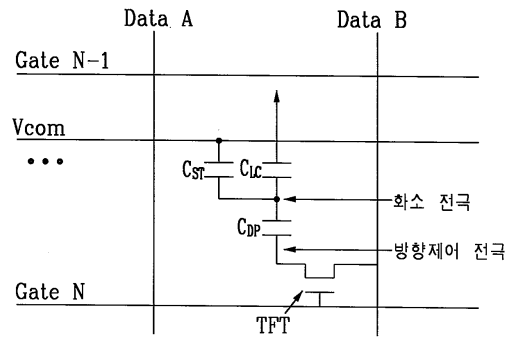 Data A
Data B
Gate N-1
Vcom
•••
CST
CLC
화소 전극
CDP
방향제어 전극
Gate N
TFT